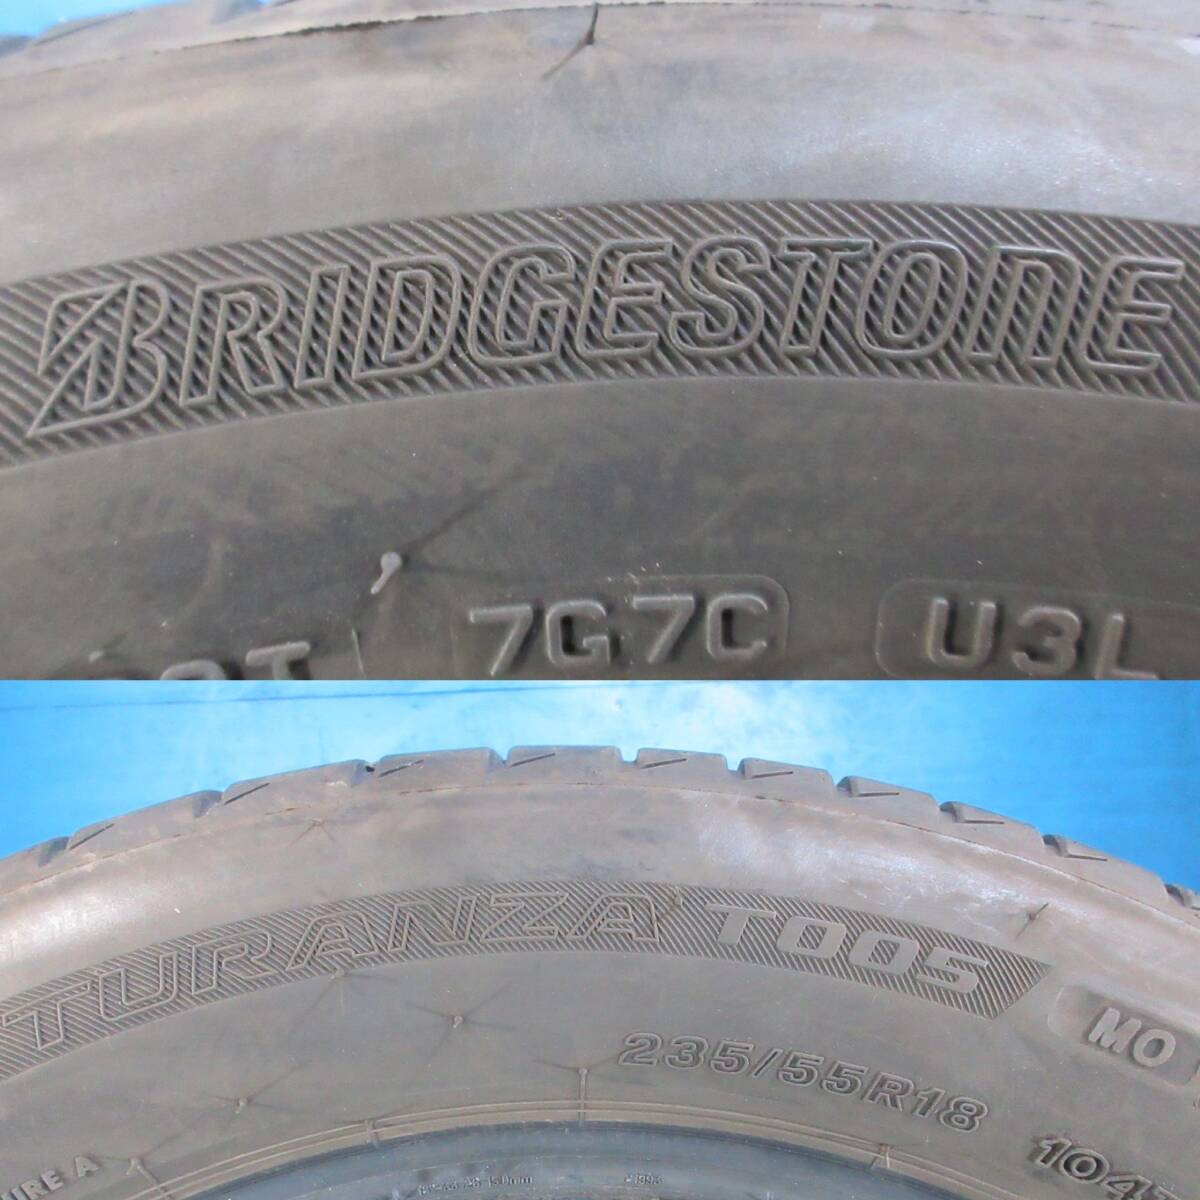 BRIDGESTONE
7G7C U3L
TURANZA T005 MO
235/55R18